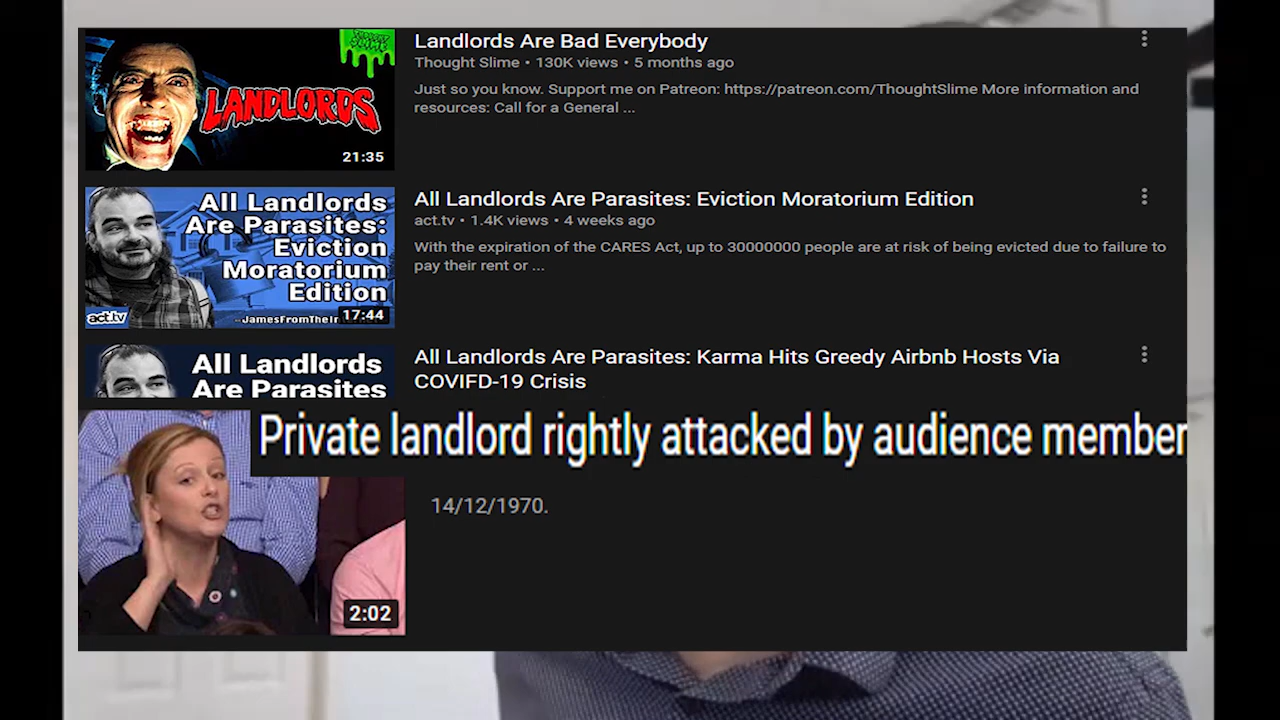 LANDLORDS
21:35
Landlords Are Bad Everybody
Thought Slime • 130K views • 5 months ago
Just so you know. Support me on Patreon: https://patreon.com/ThoughtSlime More information and
resources: Call for a General ...
All Landlords
Are Parasites:
Eviction
Moratorium
Edition
17:44
act.tv
All Landlords Are Parasites: Eviction Moratorium Edition
act.tv • 1.4K views • 4 weeks ago
With the expiration of the CARES Act, up to 30000000 people are at risk of being evicted due to failure to
pay their rent or ...
All Landlords
Are Parasites
All Landlords Are Parasites: Karma Hits Greedy Airbnb Hosts Via
COVIFD-19 Crisis
Private landlord rightly attacked by audience member
14/12/1970.
2:02